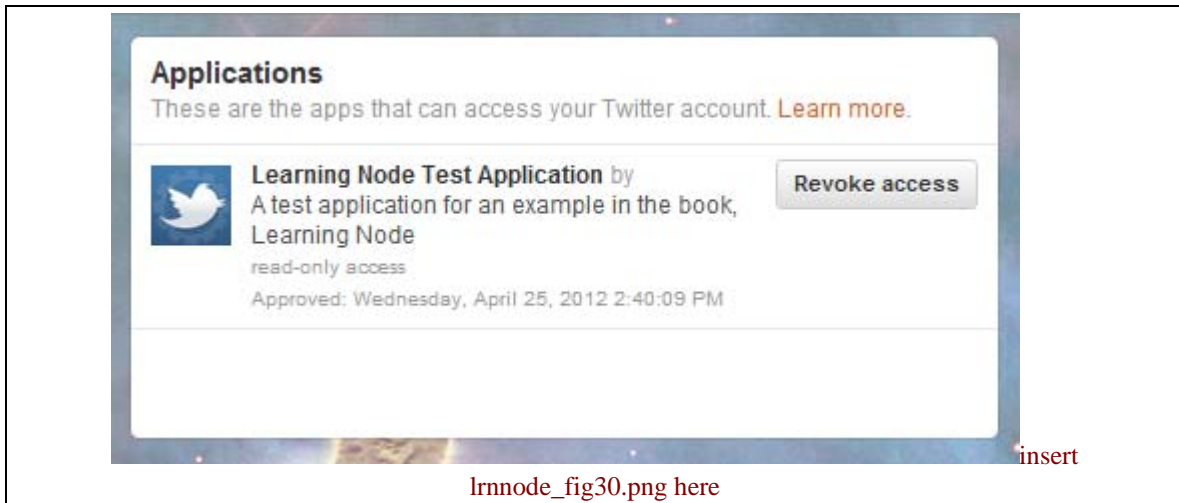 Applications
These are the apps that can access your Twitter account. Learn more.
Learning Node Test Application by
Revoke access
A test application for an example in the book,
Learning Node
read-only access
Approved: Wednesday, April 25, 2012 2:40:09 PM
insert
lrnnode_fig30.png here